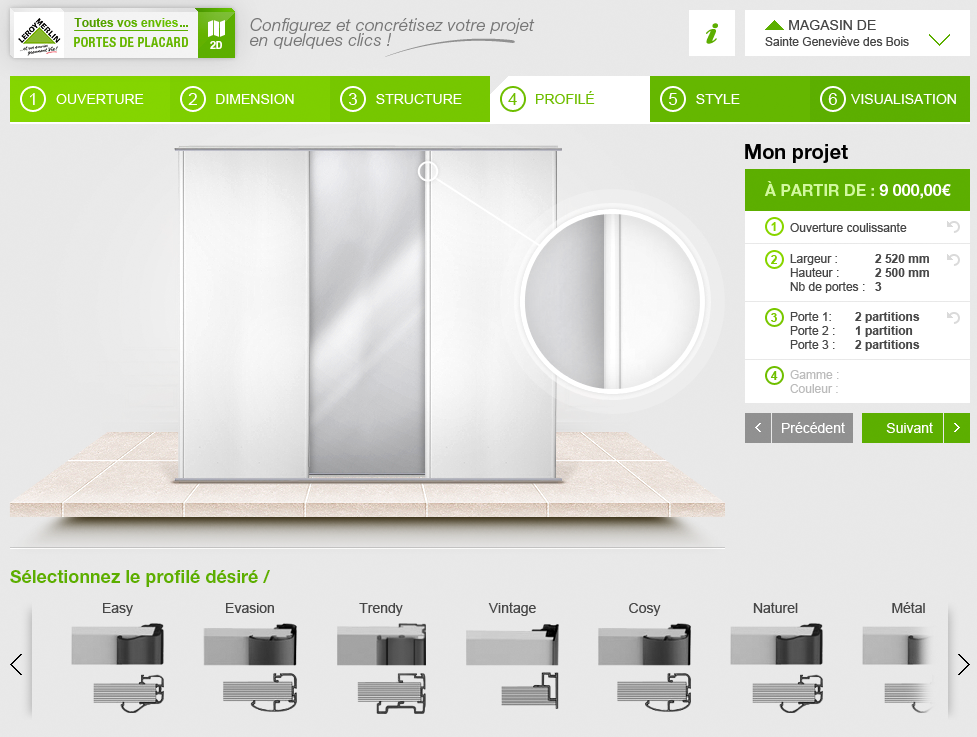 LEROY MERLIN
...et vos envies prennent vie!
Toutes vos envies...
PORTES DE PLACARD
2D
Configurez et concrétisez votre projet
en quelques clics !
i
MAGASIN DE
Sainte Geneviève des Bois
1 OUVERTURE
2 DIMENSION
3 STRUCTURE
4 PROFILÉ
5 STYLE
6 VISUALISATION
Mon projet
À PARTIR DE : 9 000,00€
1 Ouverture coulissante
2 Largeur : 2 520 mm
Hauteur : 2 500 mm
Nb de portes : 3
3 Porte 1: 2 partitions
Porte 2 : 1 partition
Porte 3 : 2 partitions
4 Gamme :
Couleur :
Précédent
Suivant
Sélectionnez le profilé désiré /
Easy
Evasion
Trendy
Vintage
Cosy
Naturel
Métal